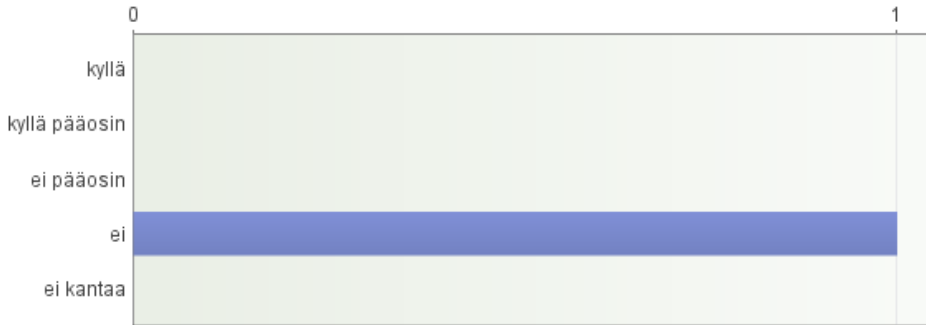 0 1
kyllä
kyllä pääosin
ei pääosin
ei
ei kantaa